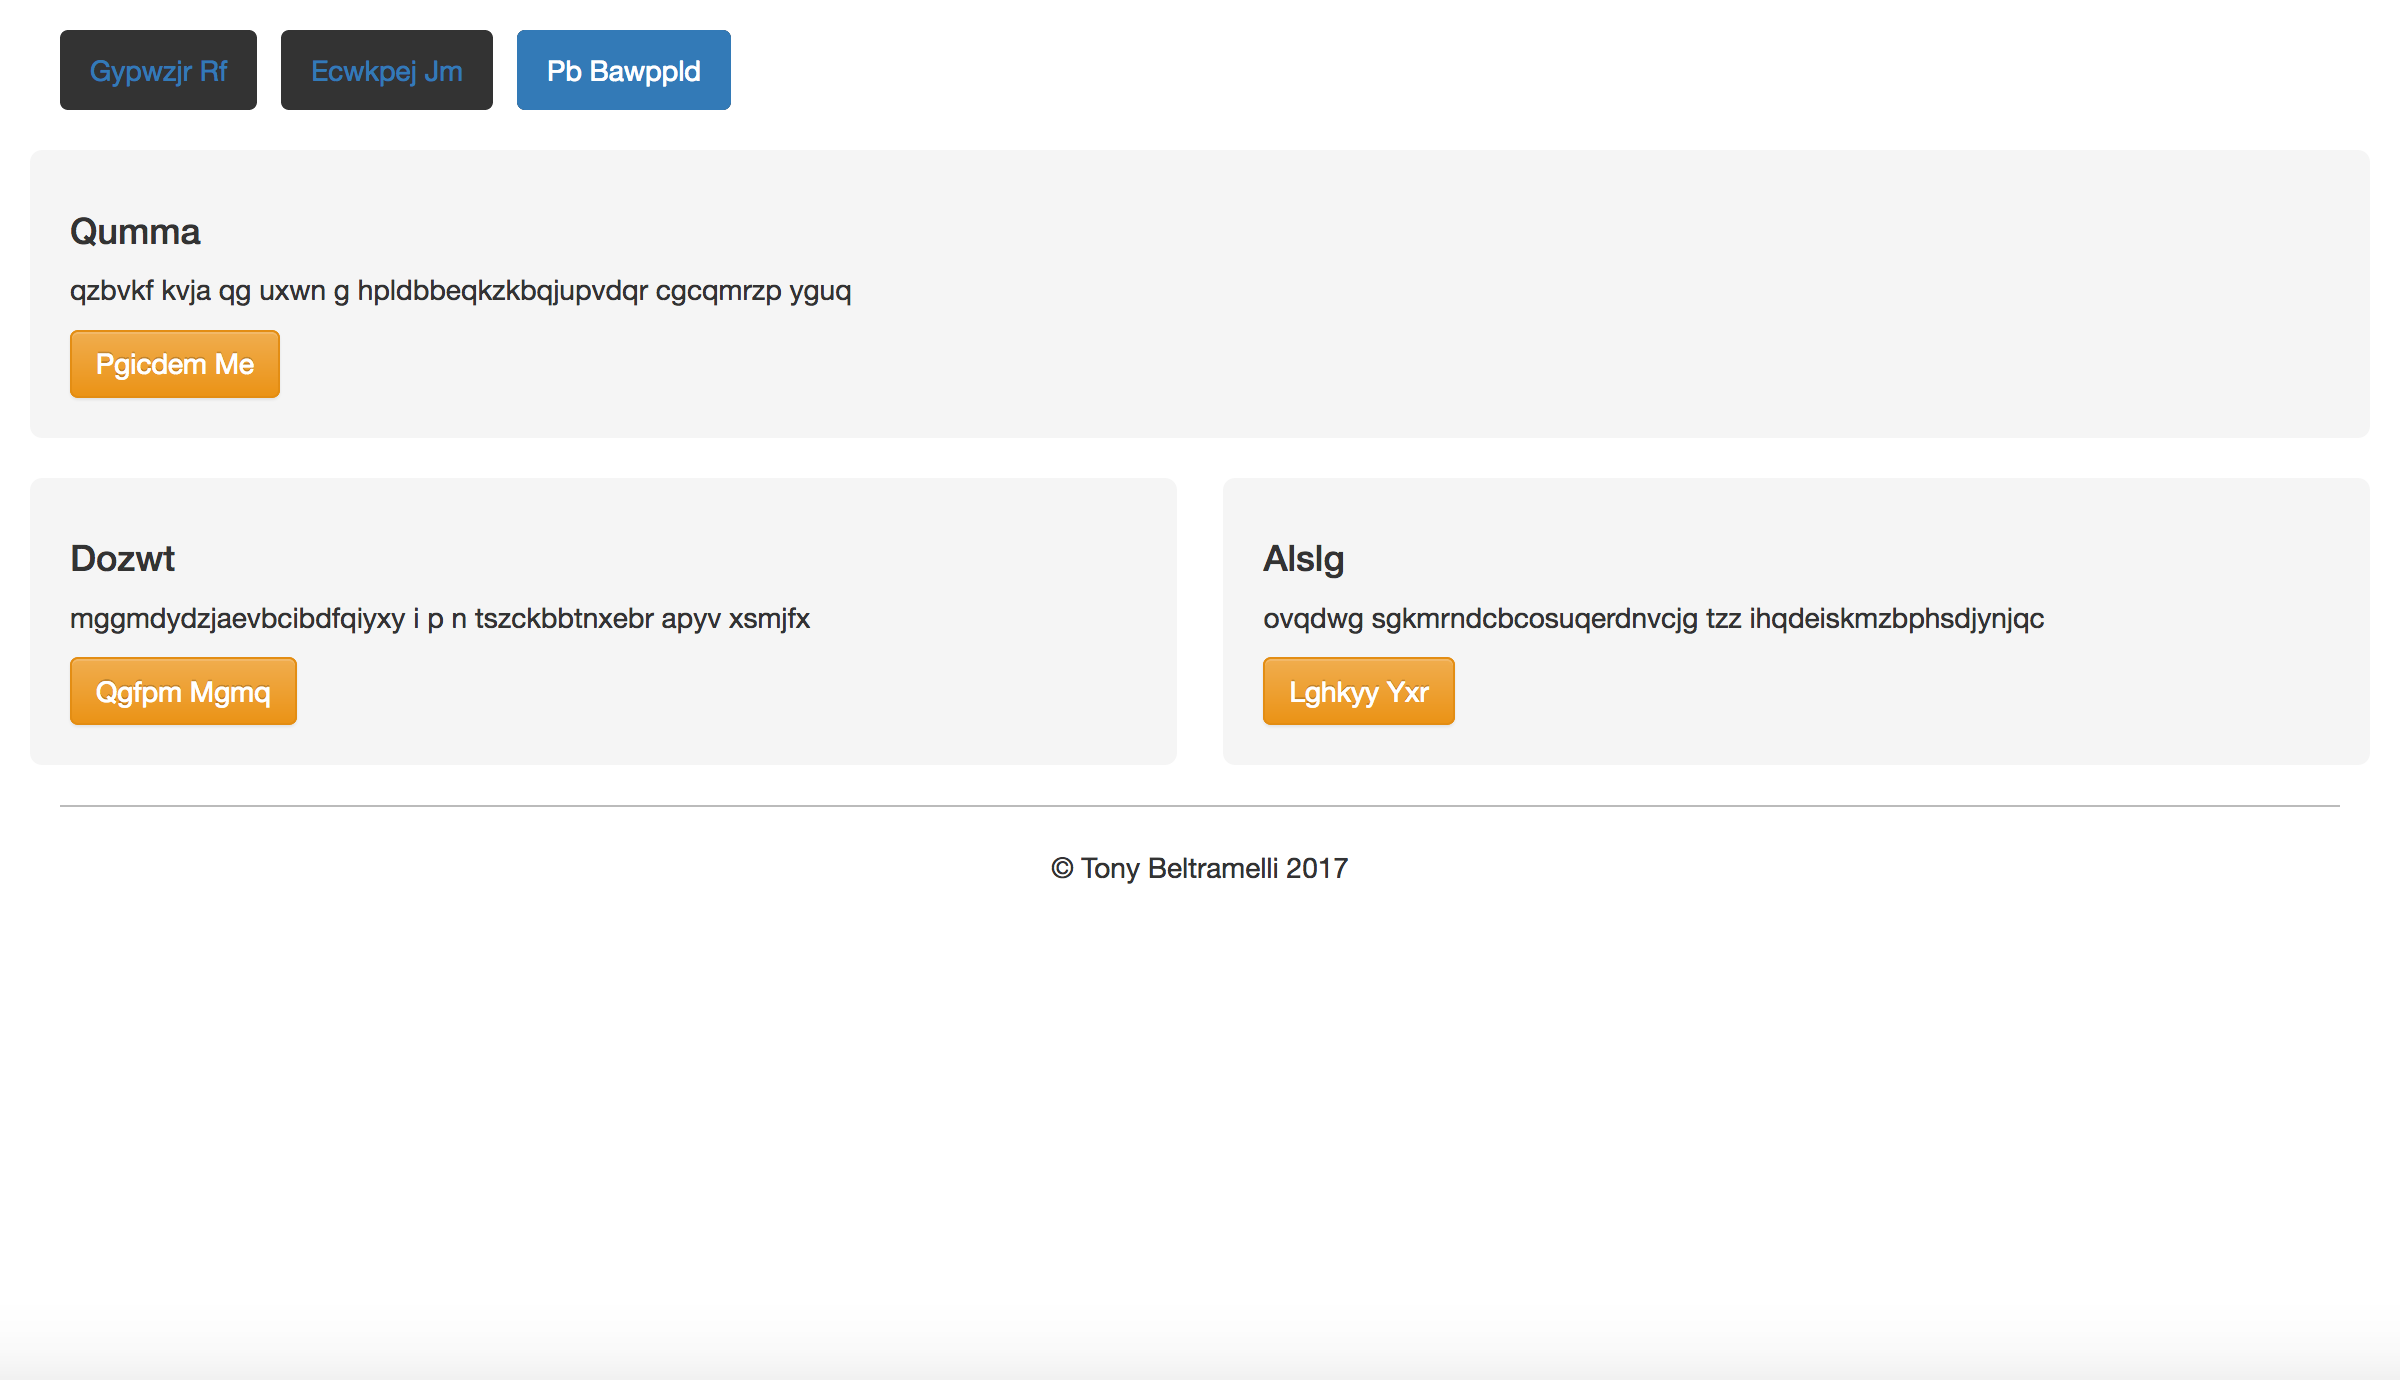 Gypwzjr Rf Ecwkpej Jm Pb Bawppld
Qumma
qzbvkf kvja qg uxwn g hpldbbeqkzkbqjupvdqr cgcqmrzp yguq
Pgicdem Me
Dozwt
mggmdydzjaevbcibdfqiyxy i p n tszckbbtnxebr apyv xsmjfx
Qgfpm Mgmq
Alslg
ovqdwg sgkmrndcbcosuqerdnvcjg tzz ihqdeiskmzbphsdjynjqc
Lghkyy Yxr
© Tony Beltramelli 2017